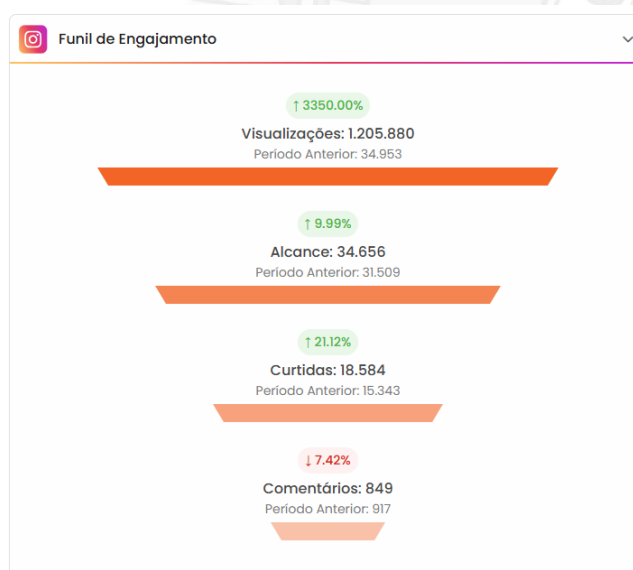 Funil de Engajamento
↑ 3350.00%
Visualizações: 1.205.880
Período Anterior: 34.953
↑ 9.99%
Alcance: 34.656
Período Anterior: 31.509
↑ 21.12%
Curtidas: 18.584
Período Anterior: 15.343
↓ 7.42%
Comentários: 849
Período Anterior: 917